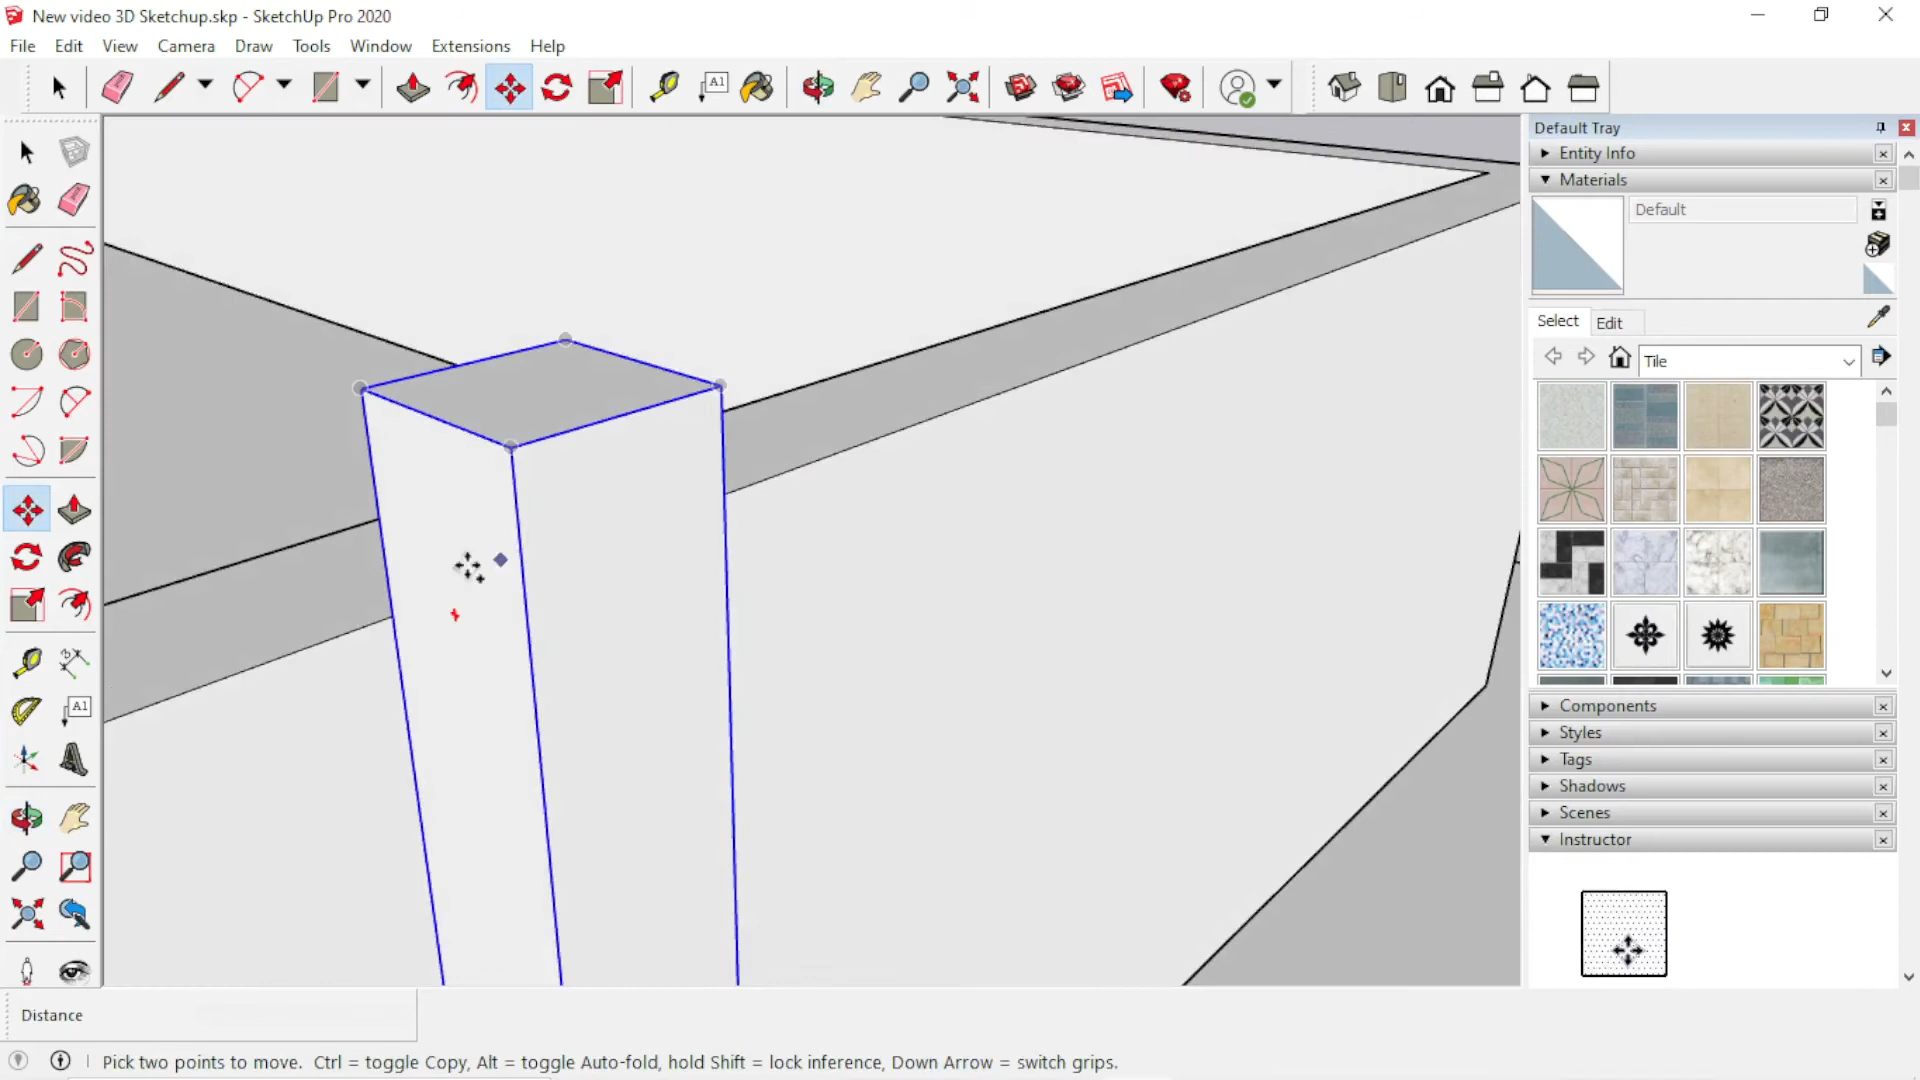 New video 3D Sketchup.skp - SketchUp Pro 2020
File Edit View Camera Draw Tools Window Extensions Help
A1
Default Tray
Entity Info
Materials
Default
Select Edit
Tile
A1
Components
Styles
Tags
Shadows
Scenes
Instructor
Distance
Pick two points to move. Ctrl = toggle Copy, Alt = toggle Auto-fold, hold Shift = lock inference, Down Arrow = switch grips.